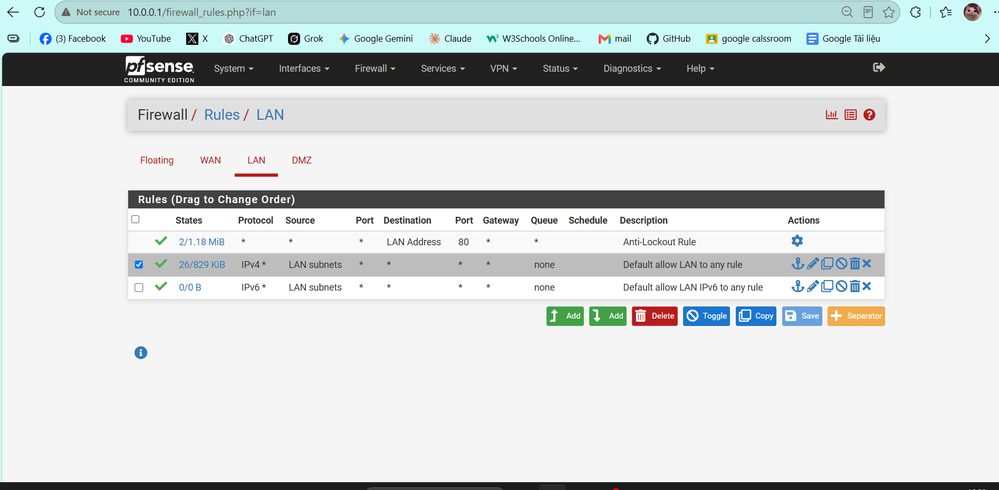 Not secure 10.0.0.1/firewall_rules.php?if=lan
(3) Facebook YouTube X ChatGPT Grok Google Gemini Claude W3Schools Online... mail GitHub google calssroom Google Tài liệu
pfsense COMMUNITY EDITION System Interfaces Firewall Services VPN Status Diagnostics Help
Firewall / Rules / LAN
Floating WAN LAN DMZ
Rules (Drag to Change Order)
States Protocol Source Port Destination Port Gateway Queue Schedule Description Actions
2/1.18 MiB * * * LAN Address 80 * * Anti-Lockout Rule
26/829 KiB IPv4 * LAN subnets * * * * none Default allow LAN to any rule
0/0 B IPv6 * LAN subnets * * * * none Default allow LAN IPv6 to any rule
Add Add Delete Toggle Copy Save Separator